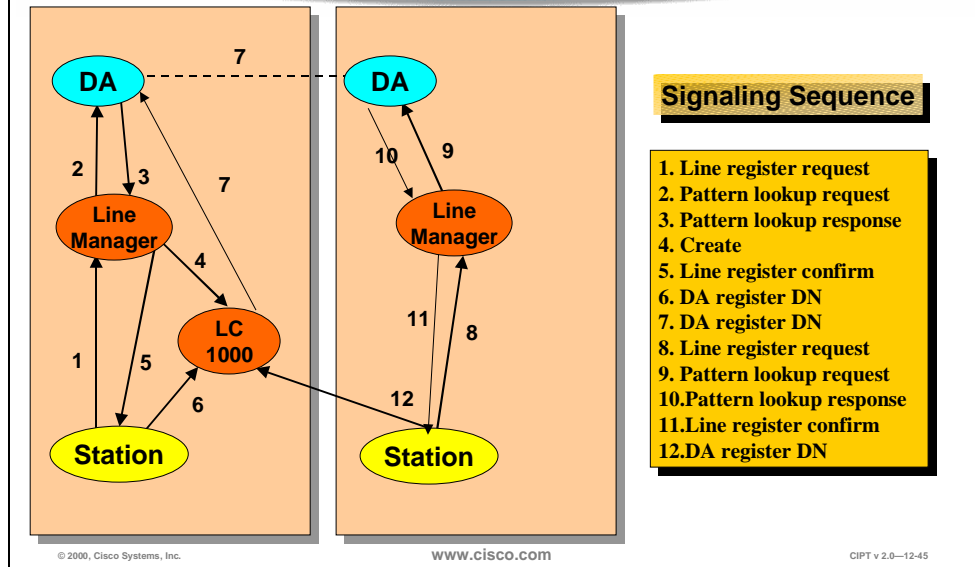 7
DA
DA
Signaling Sequence
2
3
7
10
9
1. Line register request
2. Pattern lookup request
3. Pattern lookup response
4. Create
5. Line register confirm
6. DA register DN
7. DA register DN
8. Line register request
9. Pattern lookup request
10.Pattern lookup response
11.Line register confirm
12.DA register DN
Line
Manager
Line
Manager
4
LC
1000
11
8
1
5
6
12
Station
Station
© 2000, Cisco Systems, Inc.
www.cisco.com
CIPT v 2.0—12-45